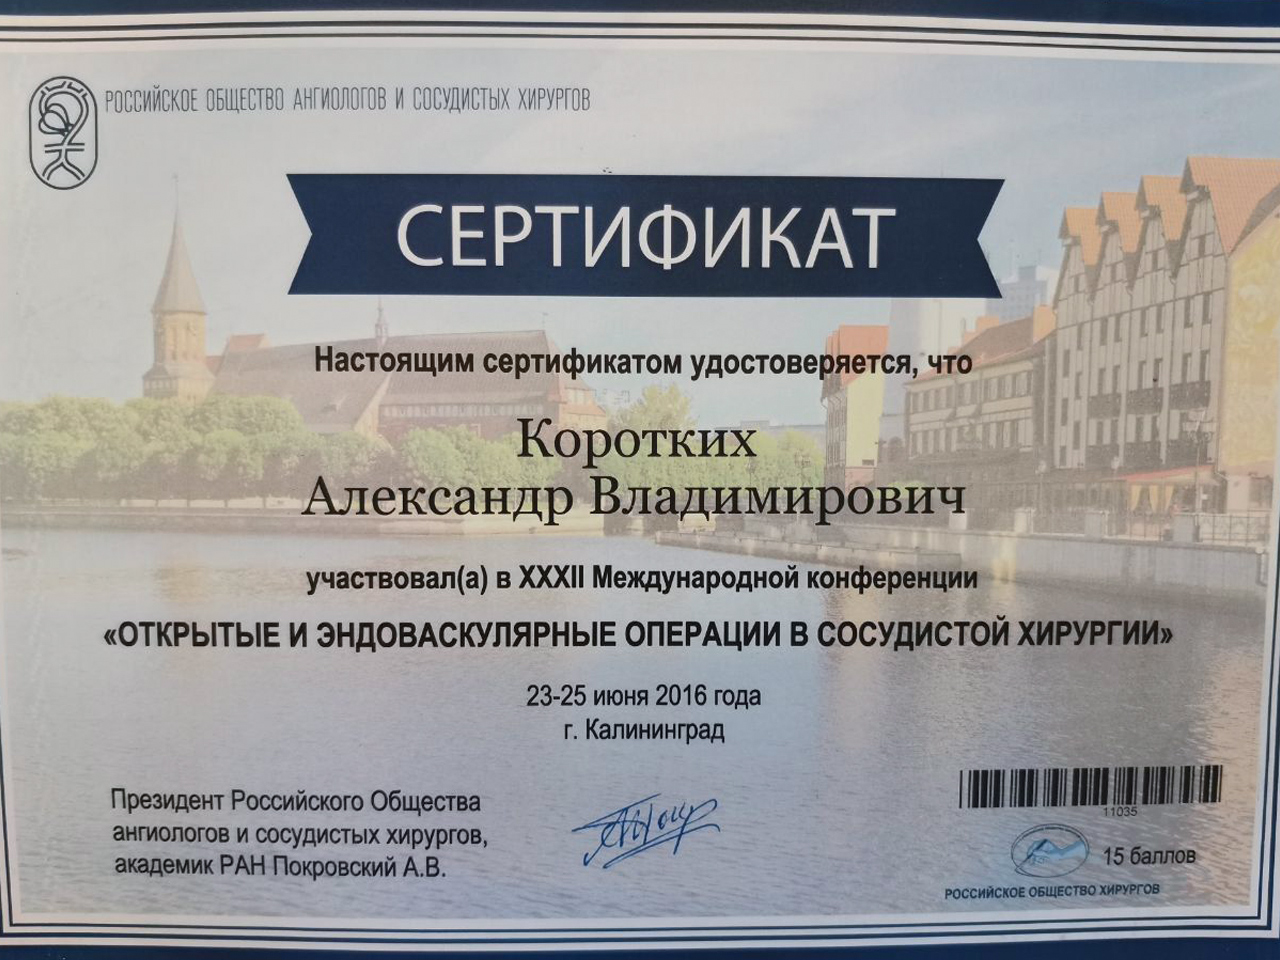 РОССИЙСКОЕ ОБЩЕСТВО АНГИОЛОГОВ И СОСУДИСТЫХ ХИРУРГОВ
СЕРТИФИКАТ
Настоящим сертификатом удостоверяется, что
Коротких
Александр Владимирович
участвовал(а) в XXXII Международной конференции
«ОТКРЫТЫЕ И ЭНДОВАСКУЛЯРНЫЕ ОПЕРАЦИИ В СОСУДИСТОЙ ХИРУРГИИ»
23-25 июня 2016 года
г. Калининград
Президент Российского Общества
ангиологов и сосудистых хирургов,
академик РАН Покровский А.В.
11035
15 баллов
РОССИЙСКОЕ ОБЩЕСТВО ХИРУРГОВ